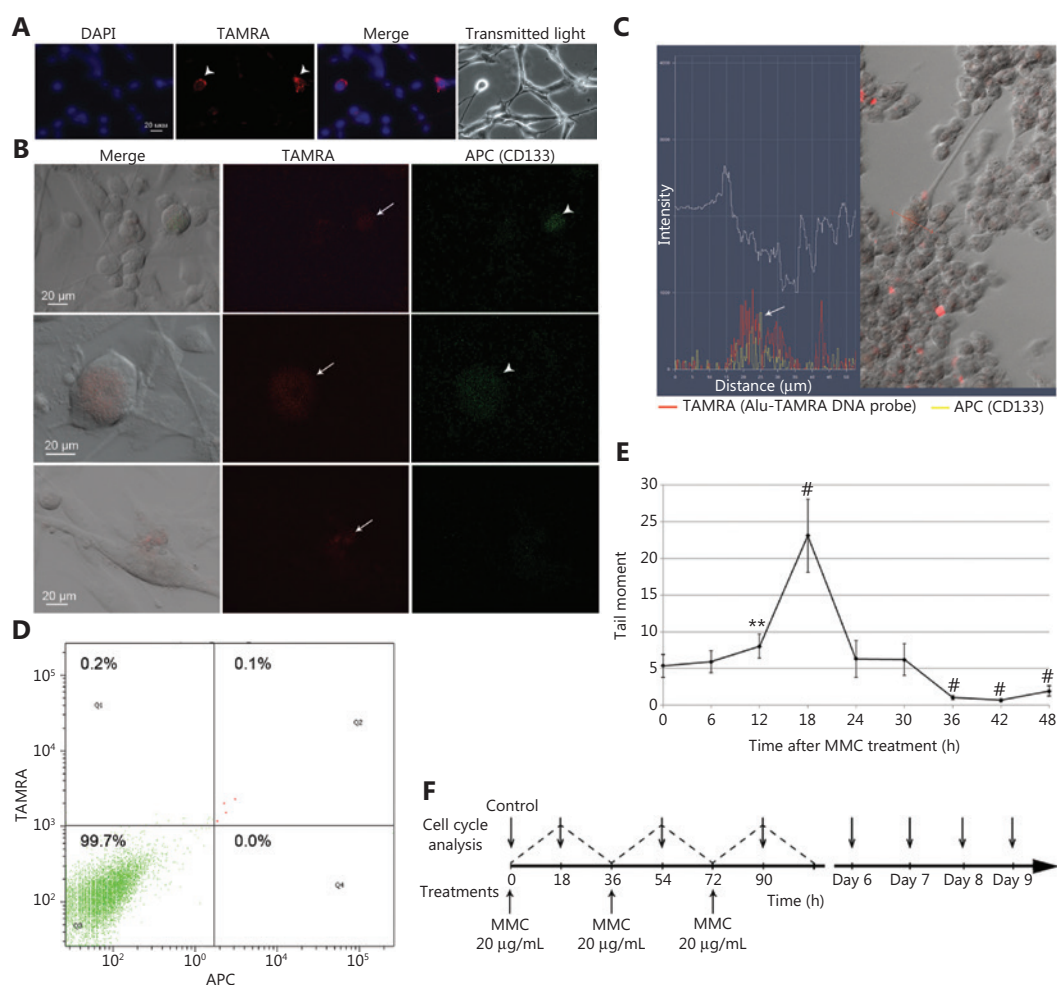 A
DAPI
TAMRA
Merge
Transmitted light
B
Merge
TAMRA
APC (CD133)
20 µm
20 µm
20 µm
C
Intensity
Distance (µm)
TAMRA (Alu-TAMRA DNA probe)
APC (CD133)
D
0.2%
0.1%
99.7%
0.0%
Q1
Q2
Q3
Q4
TAMRA
10⁵
10⁴
10³
10²
10² 10⁰ 10⁴ 10⁵
APC
E
30
25
20
15
10
5
0
Tail moment
**
#
#
#
#
0 6 12 18 24 30 36 42 48
Time after MMC treatment (h)
F
Control
Cell cycle
analysis
0 18 36 54 72 90 Day 6 Day 7 Day 8 Day 9
Treatments
Time (h)
MMC MMC MMC
20 µg/mL 20 µg/mL 20 µg/mL